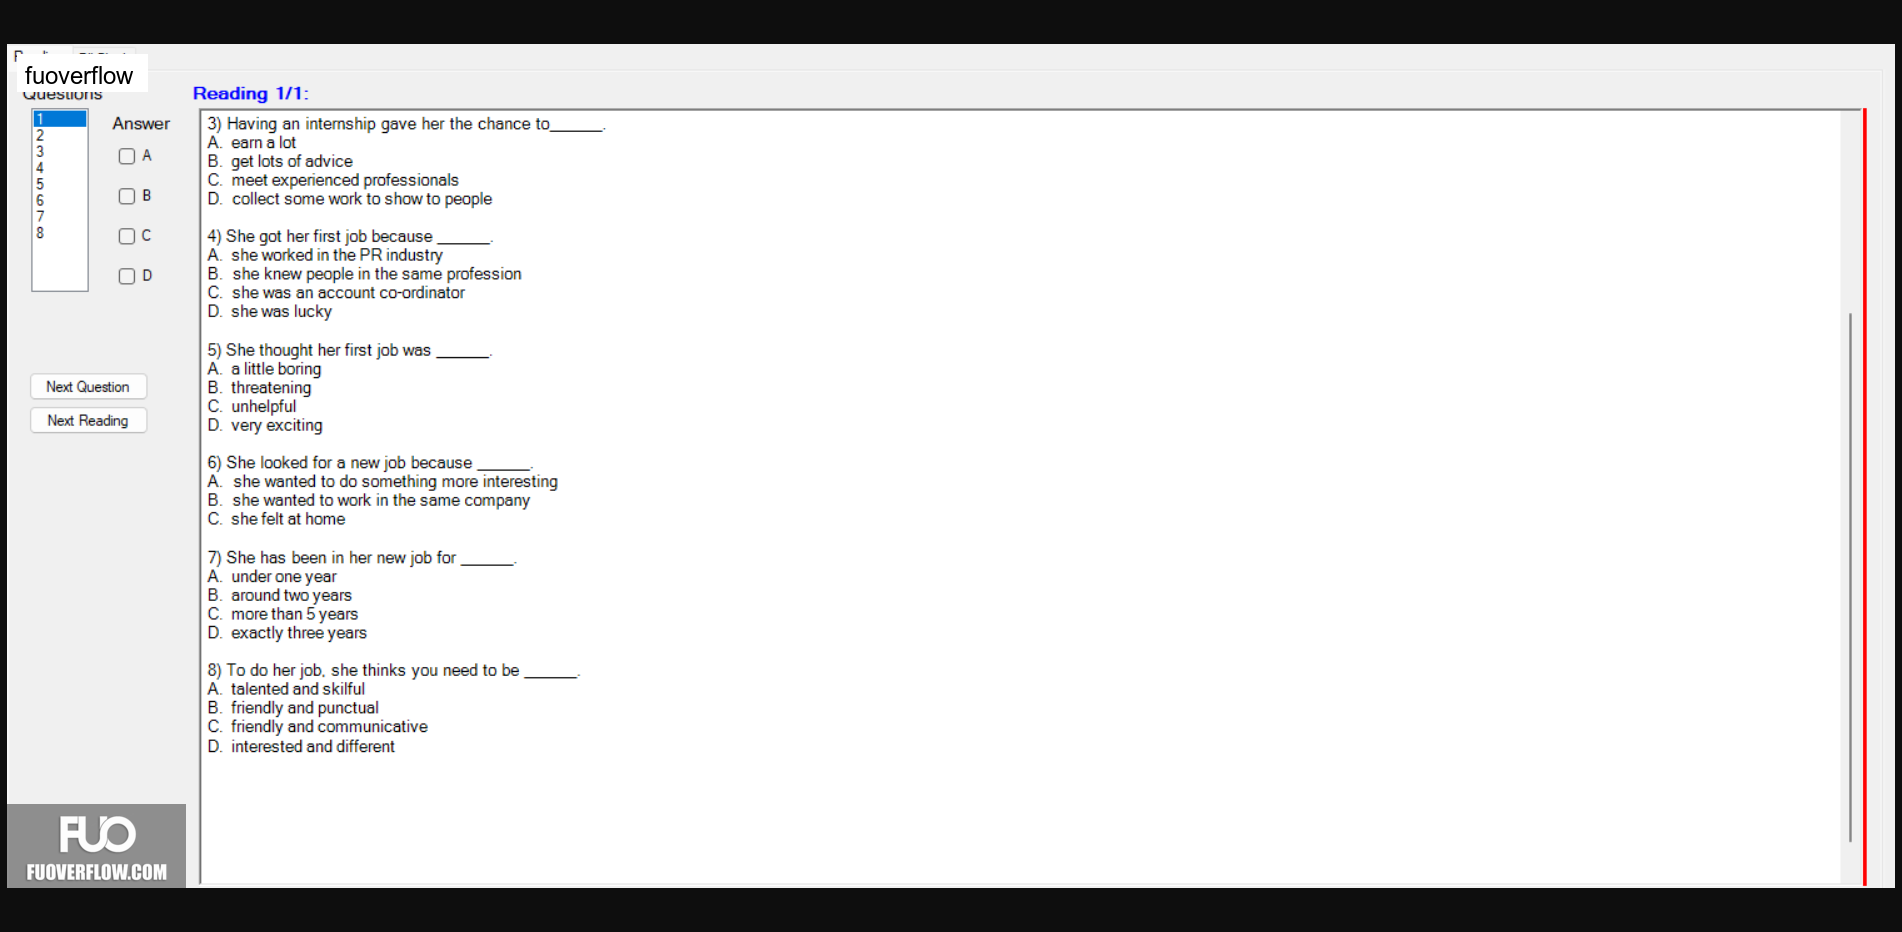 fuoverflow
Questions
Reading 1/1:
1
2
3
4
5
6
7
8
Answer
A
B
C
D
Next Question
Next Reading
3) Having an internship gave her the chance to______.
A. earn a lot
B. get lots of advice
C. meet experienced professionals
D. collect some work to show to people
4) She got her first job because ______.
A. she worked in the PR industry
B. she knew people in the same profession
C. she was an account co-ordinator
D. she was lucky
5) She thought her first job was ______.
A. a little boring
B. threatening
C. unhelpful
D. very exciting
6) She looked for a new job because ______.
A. she wanted to do something more interesting
B. she wanted to work in the same company
C. she felt at home
7) She has been in her new job for ______.
A. under one year
B. around two years
C. more than 5 years
D. exactly three years
8) To do her job, she thinks you need to be ______.
A. talented and skilful
B. friendly and punctual
C. friendly and communicative
D. interested and different
FUO
FUOVERFLOW.COM